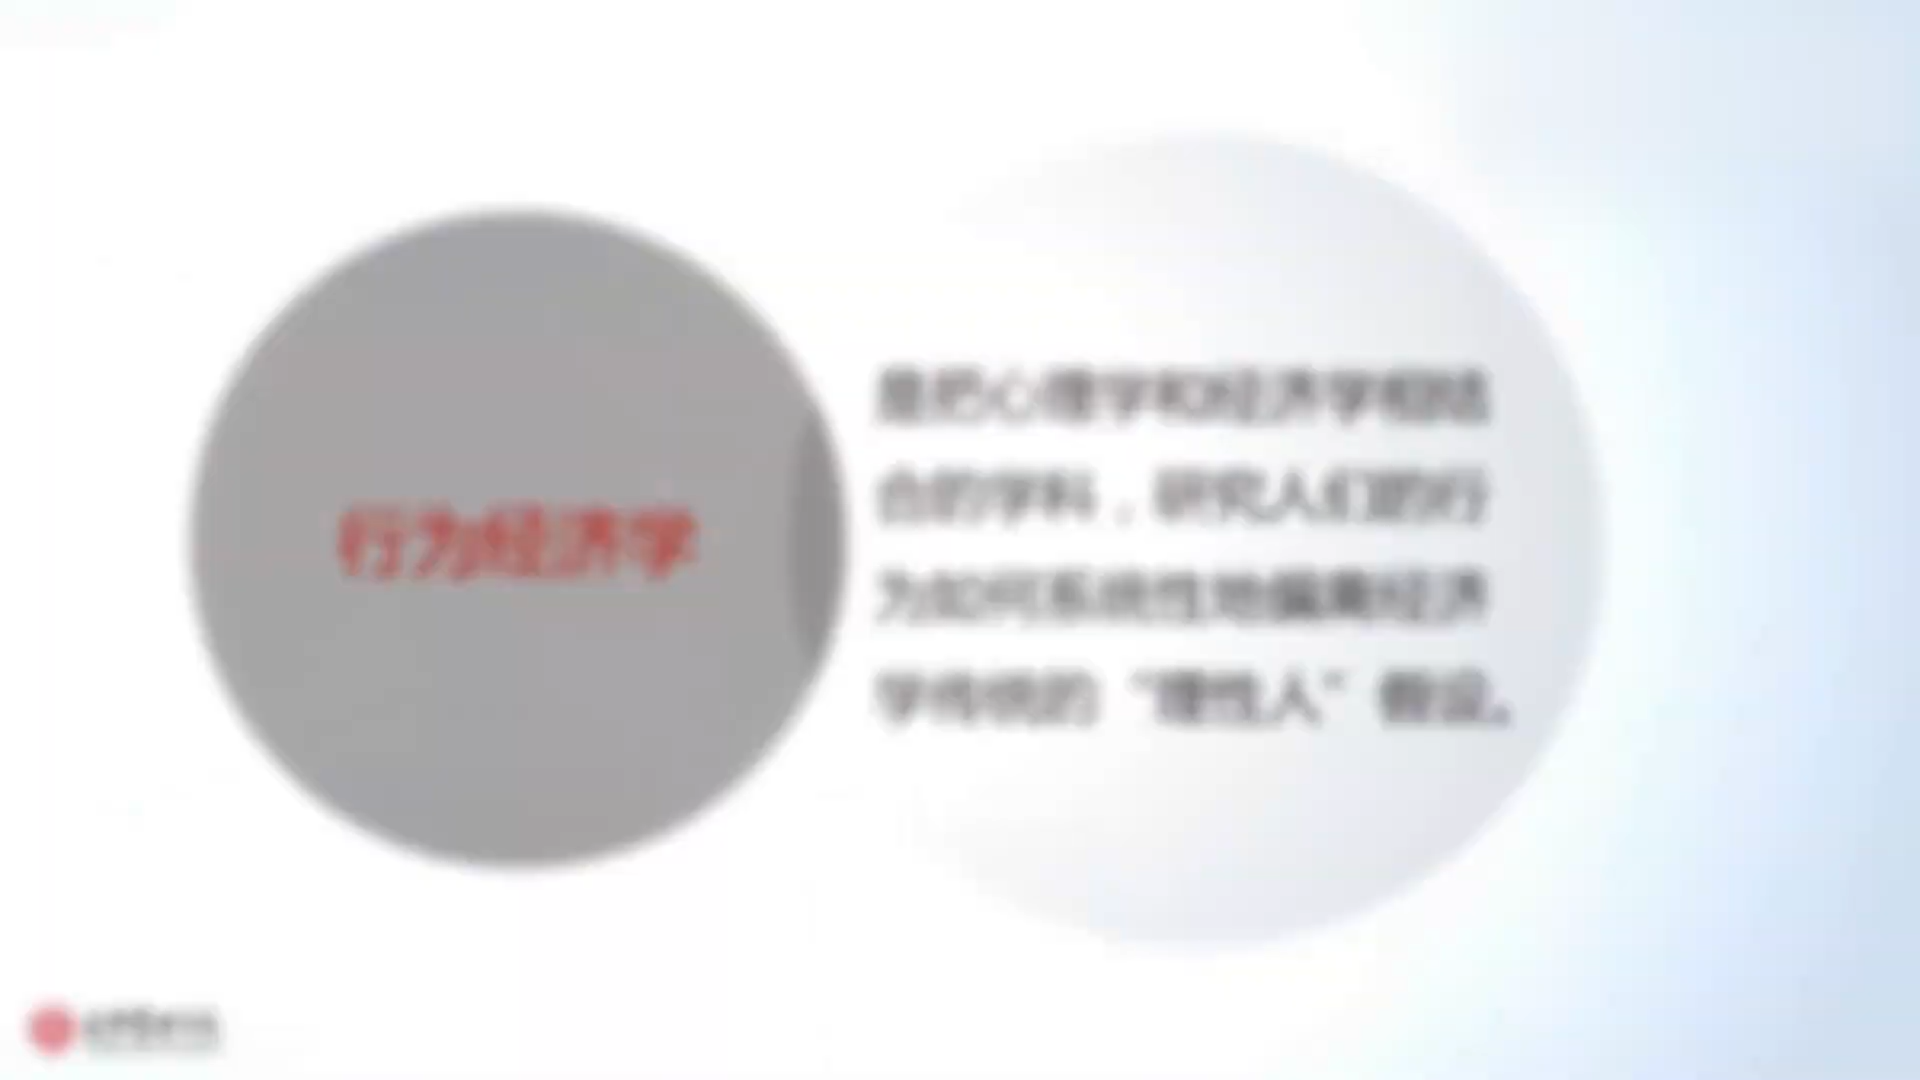 行为经济学
是把心理学和经济学相结
合的学科，研究人们的行
为如何系统性地偏离经济
学传统的“理性人”假设。